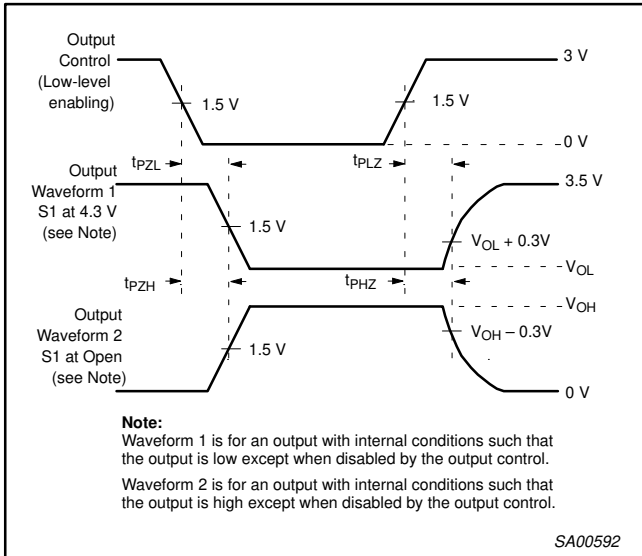 Output
Control
(Low-level
enabling)
3 V
1.5 V
1.5 V
0 V
tPZL
tPLZ
Output
Waveform 1
S1 at 4.3 V
(see Note)
3.5 V
1.5 V
VOL + 0.3V
VOL
tPZH
tPHZ
VOH
Output
Waveform 2
S1 at Open
(see Note)
1.5 V
VOH – 0.3V
0 V
Note:
Waveform 1 is for an output with internal conditions such that
the output is low except when disabled by the output control.
Waveform 2 is for an output with internal conditions such that
the output is high except when disabled by the output control.
SA00592